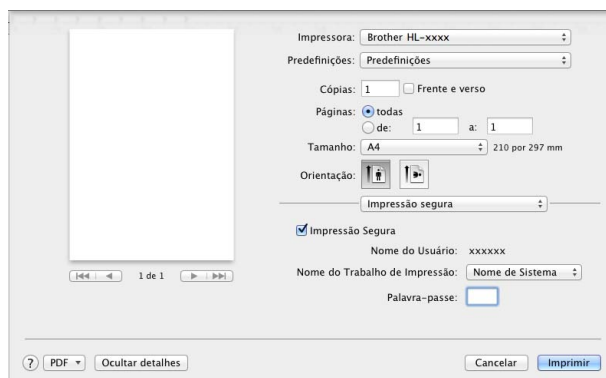 Impressora: Brother HL-xxxx
Predefinições: Predefinições
Cópias: 1 Frente e verso
Páginas: todas
de: 1 a: 1
Tamanho: A4 210 por 297 mm
Orientação:
Impressão segura
Impressão Segura
Nome do Usuário: xxxxxx
1 de 1 Nome do Trabalho de Impressão: Nome de Sistema
Palavra-passe:
? PDF Ocultar detalhes Cancelar Imprimir